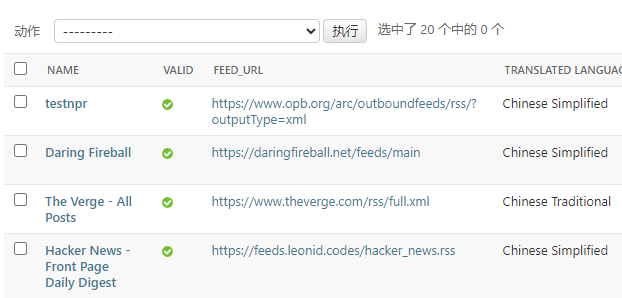 动作 --------- 执行 选中了 20 个中的 0 个
NAME VALID FEED_URL TRANSLATED LANGUAG
testnpr https://www.opb.org/arc/outboundfeeds/rss/? Chinese Simplified
outputType=xml
Daring Fireball https://daringfireball.net/feeds/main Chinese Simplified
The Verge - All https://www.theverge.com/rss/full.xml Chinese Traditional
Posts
Hacker News - https://feeds.leonid.codes/hacker_news.rss Chinese Simplified
Front Page
Daily Digest